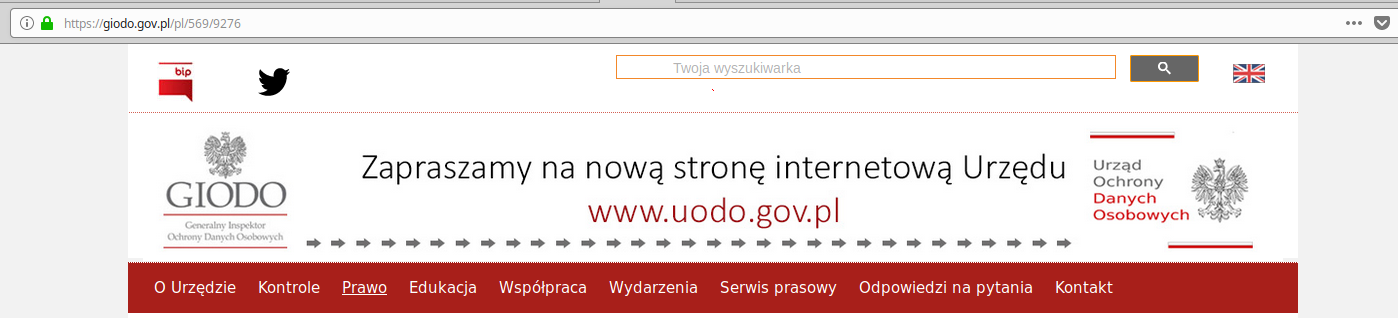 https://giodo.gov.pl/pl/569/9276
bip
Twoja wyszukiwarka
GIODO
Generalny Inspektor
Ochrony Danych Osobowych
Zapraszamy na nową stronę internetową Urzędu
www.uodo.gov.pl
Urząd
Ochrony
Danych
Osobowych
O Urzędzie Kontrole Prawo Edukacja Współpraca Wydarzenia Serwis prasowy Odpowiedzi na pytania Kontakt